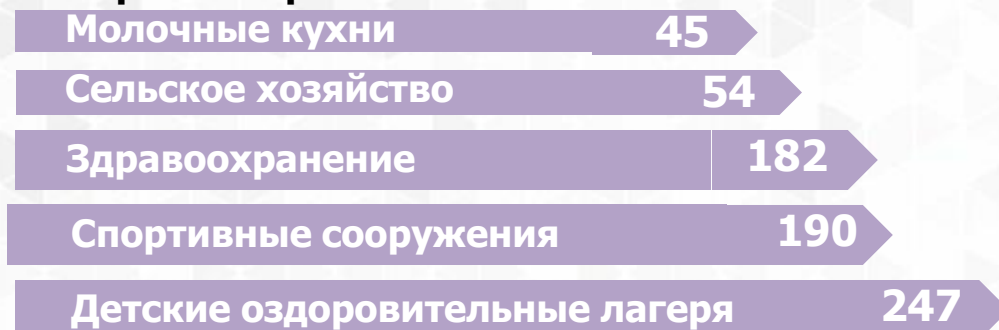 Молочные кухни 45
Сельское хозяйство 54
Здравоохранение 182
Спортивные сооружения 190
Детские оздоровительные лагеря 247